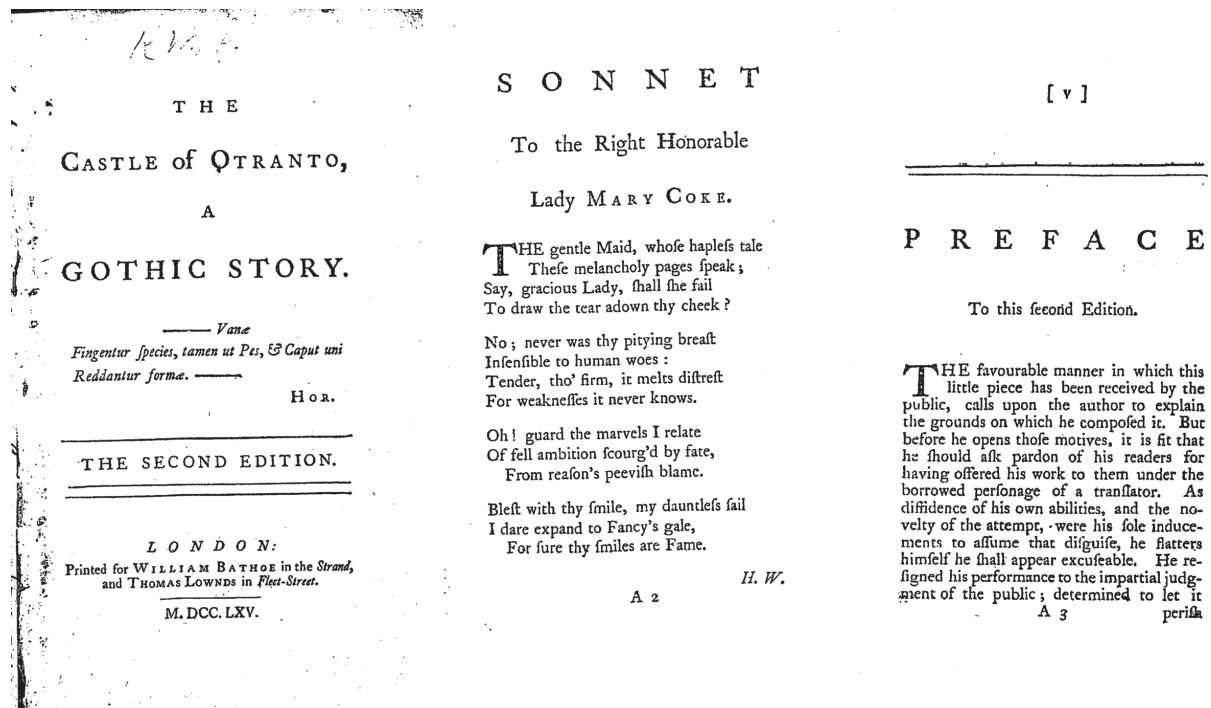 THE
CASTLE of OTRANTO,
A
GOTHIC STORY.
—— Vanæ
Fingentur ſpecies, tamen ut Pes, & Caput uni
Reddantur formæ. ——
HOR.
THE SECOND EDITION.
LONDON:
Printed for WILLIAM BATHOE in the Strand,
and THOMAS LOWNDS in Fleet-Street.
M.DCC.LXV.
SONNET
To the Right Honorable
Lady MARY COKE.
THE gentle Maid, whoſe hapleſs tale
Theſe melancholy pages ſpeak;
Say, gracious Lady, ſhall ſhe fail
To draw the tear adown thy cheek?
No; never was thy pitying breaſt
Inſenſible to human woes:
Tender, tho' firm, it melts diſtreſt
For weakneſſes it never knows.
Oh! guard the marvels I relate
Of fell ambition ſcourg'd by fate,
From reaſon's peeviſh blame.
Bleſt with thy ſmile, my dauntleſs ſail
I dare expand to Fancy's gale,
For ſure thy ſmiles are Fame.
H. W.
A 2
[ v ]
PREFACE
To this ſecond Edition.
THE favourable manner in which this
little piece has been received by the
public, calls upon the author to explain
the grounds on which he compoſed it. But
before he opens thoſe motives, it is fit that
he ſhould aſk pardon of his readers for
having offered his work to them under the
borrowed perſonage of a tranſlator. As
diffidence of his own abilities, and the no-
velty of the attempt, were his ſole induce-
ments to aſſume that diſguiſe, he flatters
himſelf he ſhall appear excuſeable. He re-
ſigned his performance to the impartial judg-
ment of the public; determined to let it
A 3 periſh